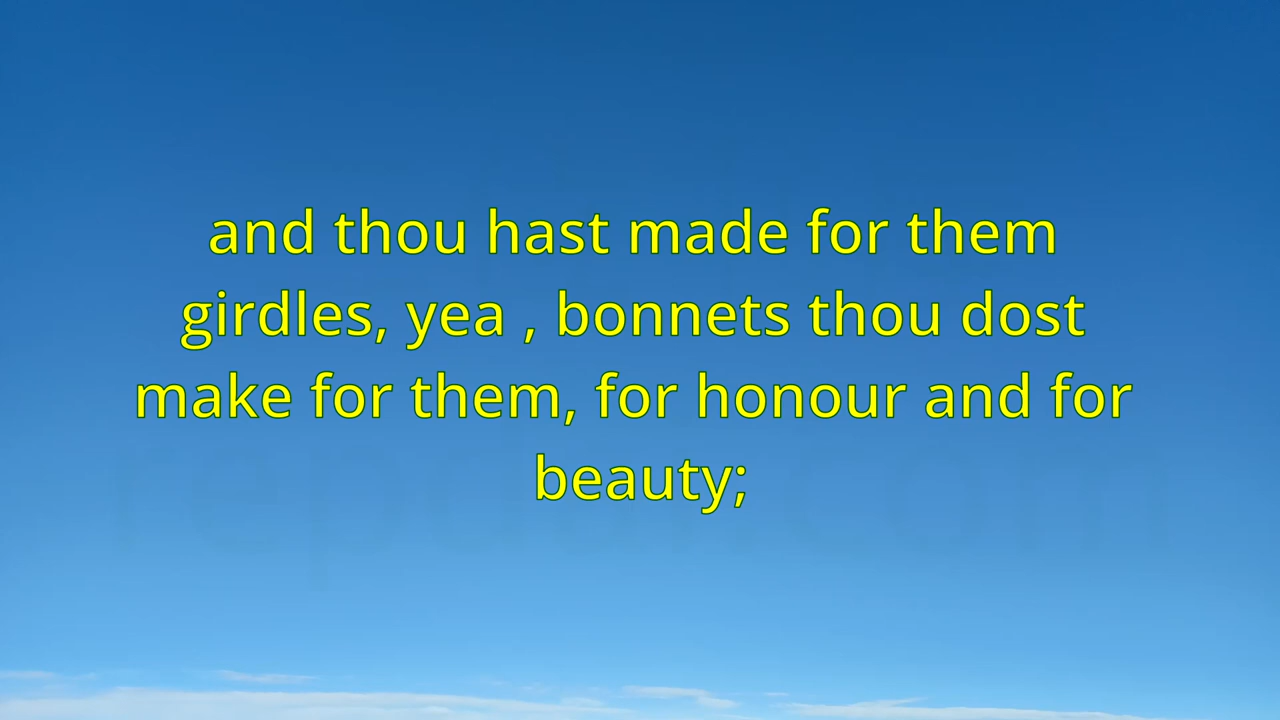 and thou hast made for them
girdles, yea , bonnets thou dost
make for them, for honour and for
beauty;